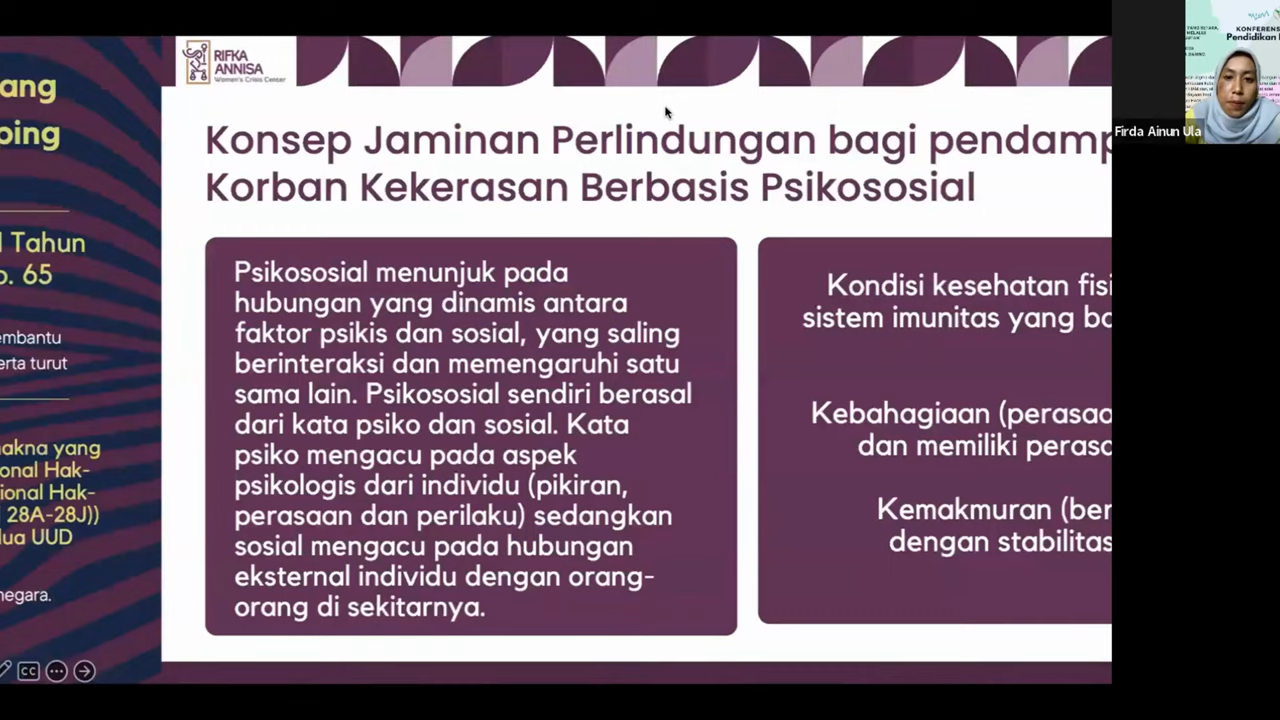 ang
ping
l Tahun
o. 65
embantu
erta turut
nakna yang
onal Hak-
ional Hak-
28A-28J))
dua UUD
negara.
CC
RIFKA
ANNISA
Women's Crisis Center
Konsep Jaminan Perlindungan bagi pendamp
Korban Kekerasan Berbasis Psikososial
Psikososial menunjuk pada
hubungan yang dinamis antara
faktor psikis dan sosial, yang saling
berinteraksi dan memengaruhi satu
sama lain. Psikososial sendiri berasal
dari kata psiko dan sosial. Kata
psiko mengacu pada aspek
psikologis dari individu (pikiran,
perasaan dan perilaku) sedangkan
sosial mengacu pada hubungan
eksternal individu dengan orang-
orang di sekitarnya.
Kondisi kesehatan fisi
sistem imunitas yang ba
Kebahagiaan (perasaa
dan memiliki perasa
Kemakmuran (ber
dengan stabilitas
KONFERENS
Pendidikan
Firda Ainun Ula